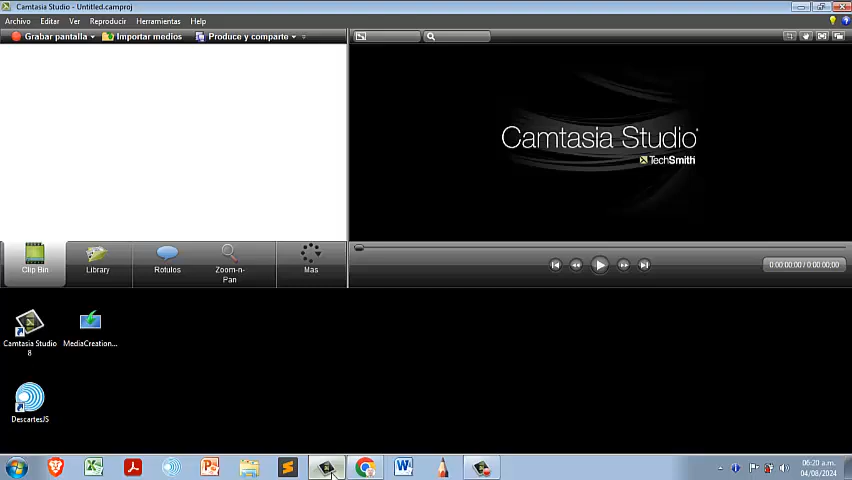 Camtasia Studio - Untitled.camproj
Archivo Editar Ver Reproducir Herramientas Help
Grabar pantalla Importar medios Produce y comparte
Camtasia Studio®
TechSmith
Clip Bin Library Rotulos Zoom-n-Pan Mas
0:00:00;00 / 0:00:00;00
Camtasia Studio 8
MediaCreation...
DescartesJS
06:20 a.m.
04/08/2024